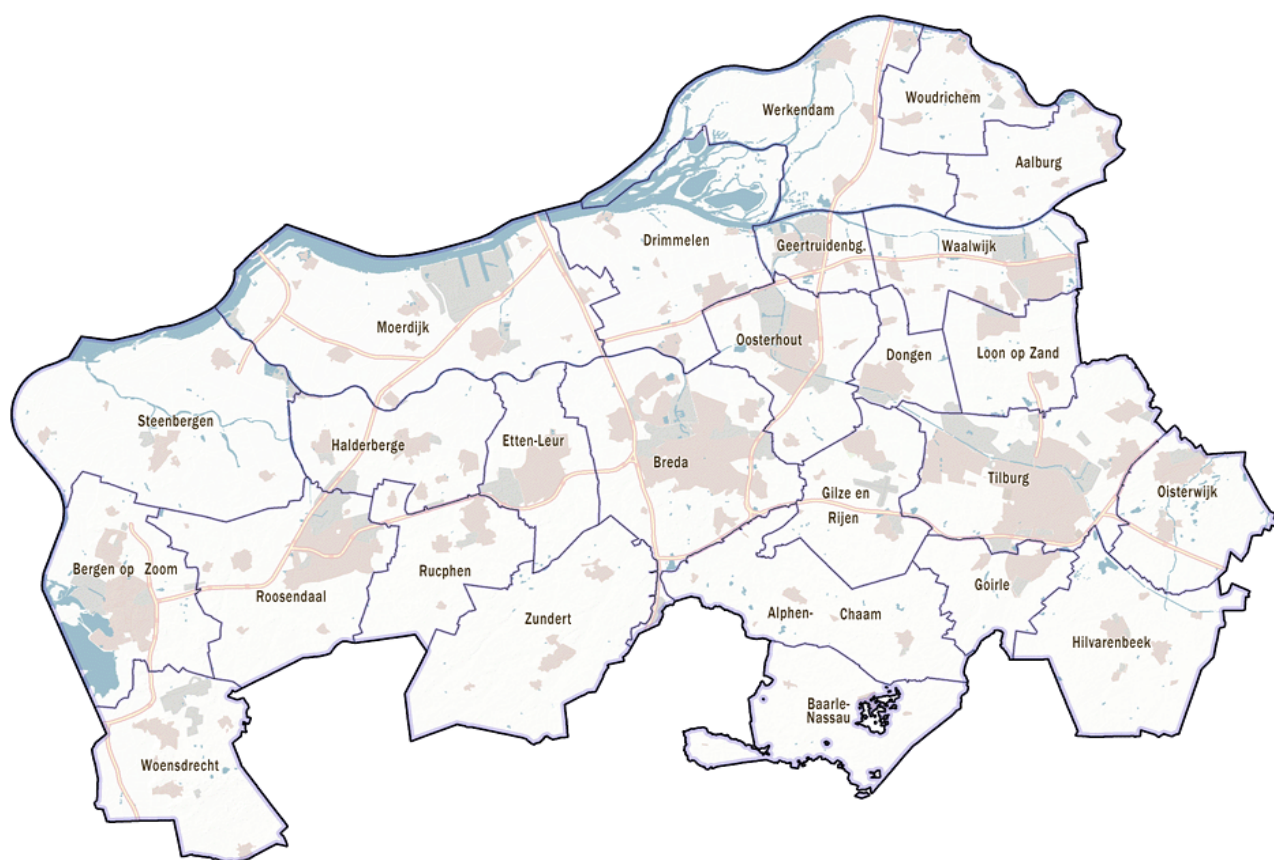 Woudrichem
Werkendam
Aalburg
Drimmelen
Geertruidenbg.
Waalwijk
Moerdijk
Oosterhout
Dongen
Loon op Zand
Steenbergen
Halderberge
Etten-Leur
Breda
Tilburg
Oisterwijk
Gilze en
Rijen
Bergen op Zoom
Rucphen
Roosendaal
Goirle
Zundert
Alphen- Chaam
Hilvarenbeek
Baarle-
Nassau
Woensdrecht